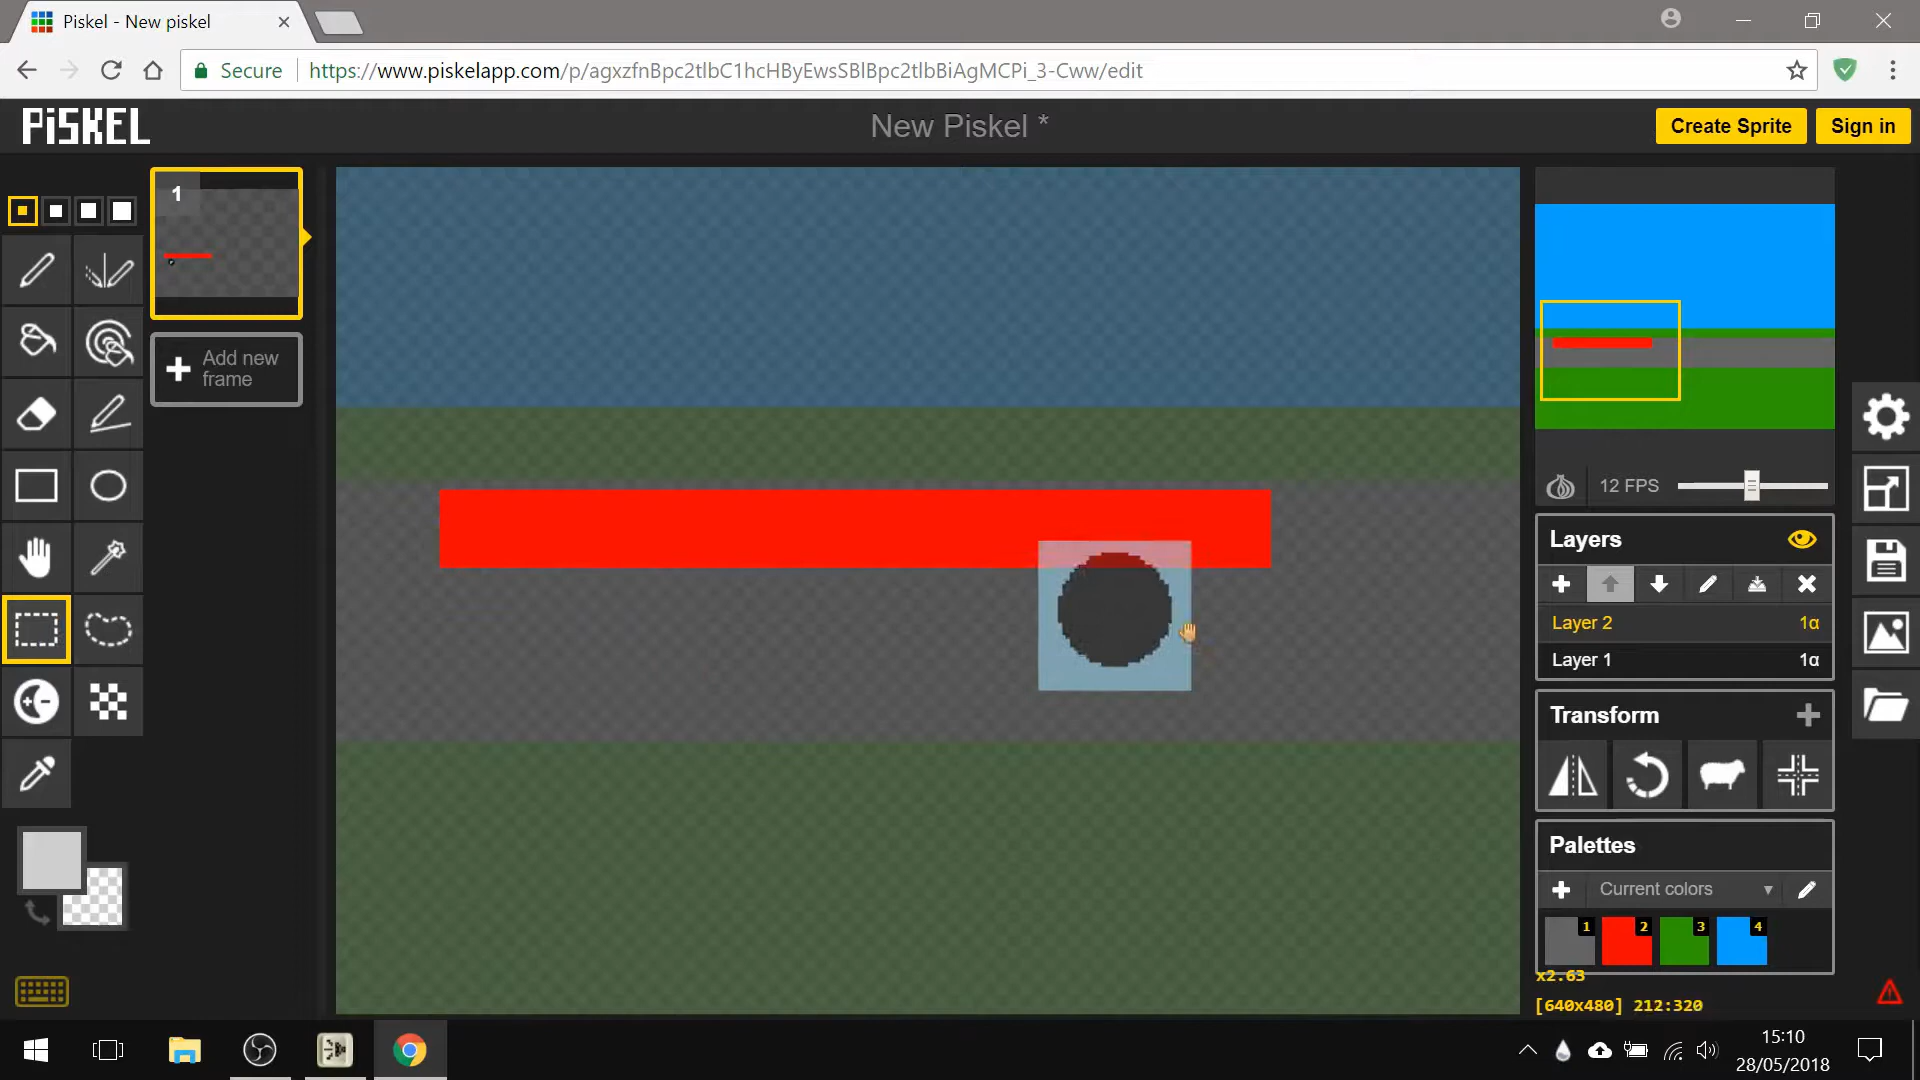 Piskel - New piskel
Secure
https://www.piskelapp.com/p/agxzfnBpc2tlbC1hcHByEwsSBlBpc2tlbBiAgMCPi_3-Cww/edit
PiSKEL
New Piskel *
Create Sprite
Sign in
1
Add new
frame
12 FPS
Layers
Layer 2
1α
Layer 1
1α
Transform
Palettes
Current colors
1
2
3
4
x2.63
[640x480] 212:320
15:10
28/05/2018